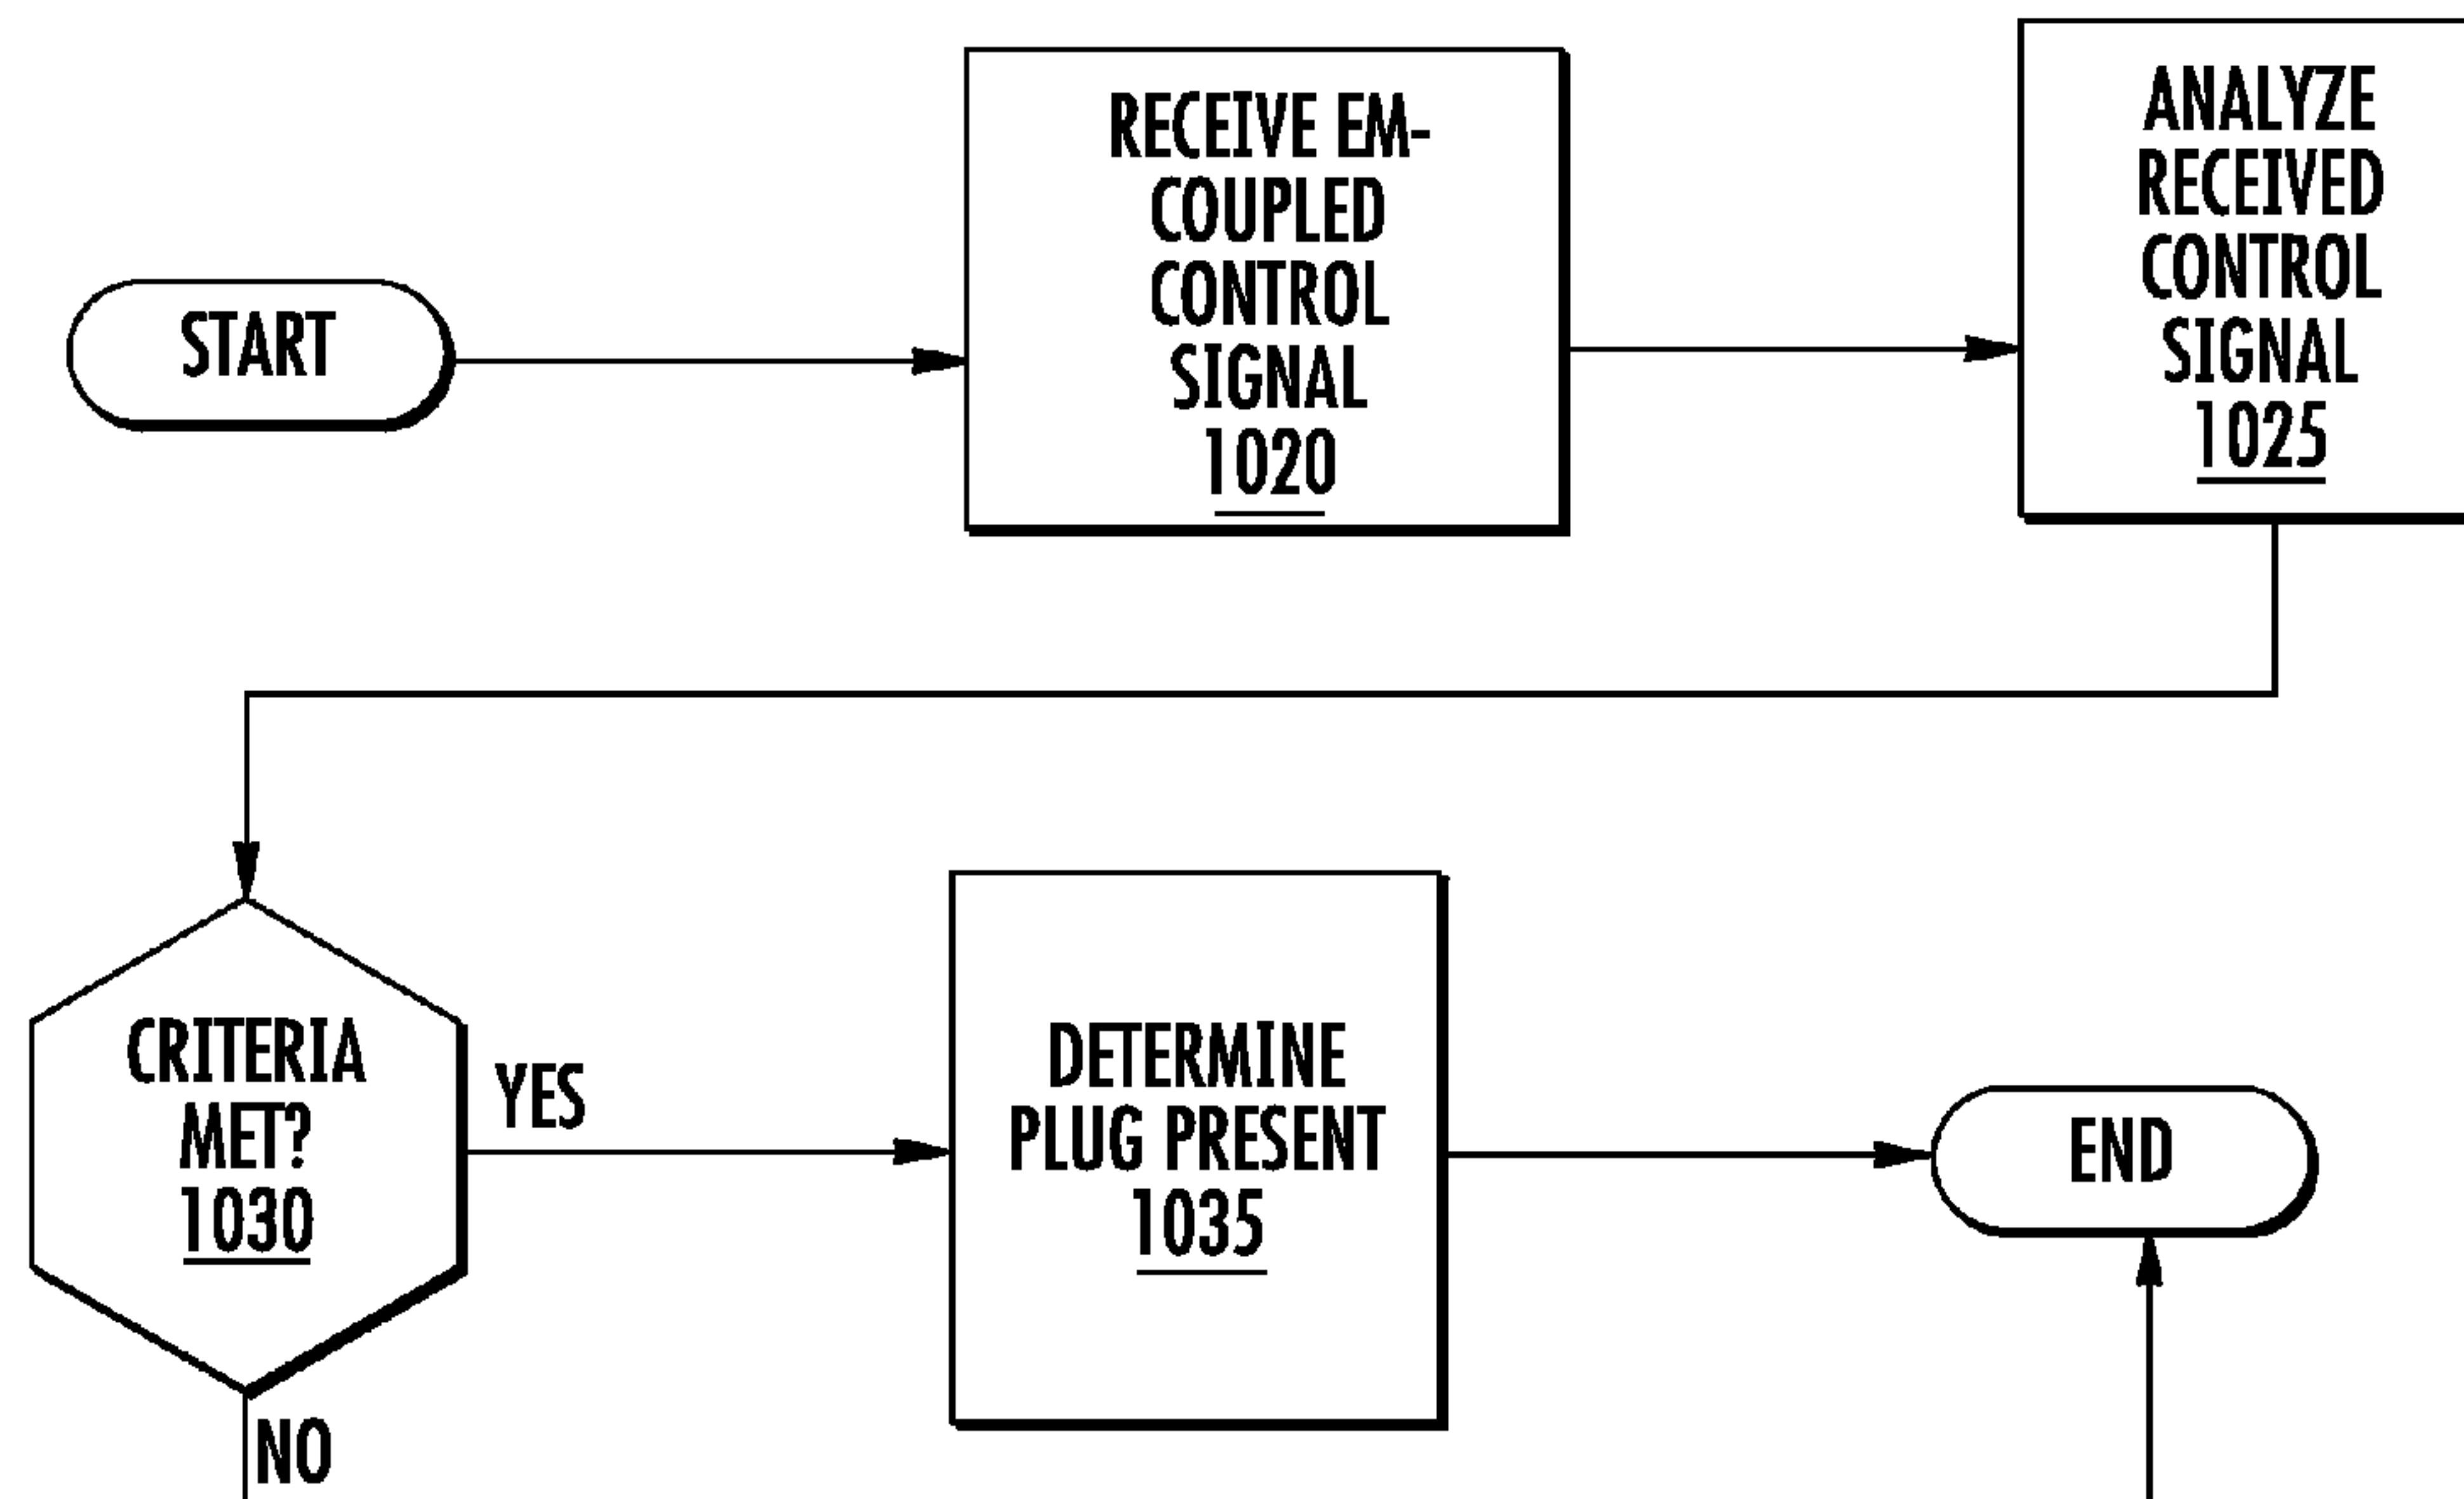 START
RECEIVE EM-
COUPLED
CONTROL
SIGNAL
1020
ANALYZE
RECEIVED
CONTROL
SIGNAL
1025
CRITERIA
MET?
1030
YES
NO
DETERMINE
PLUG PRESENT
1035
END